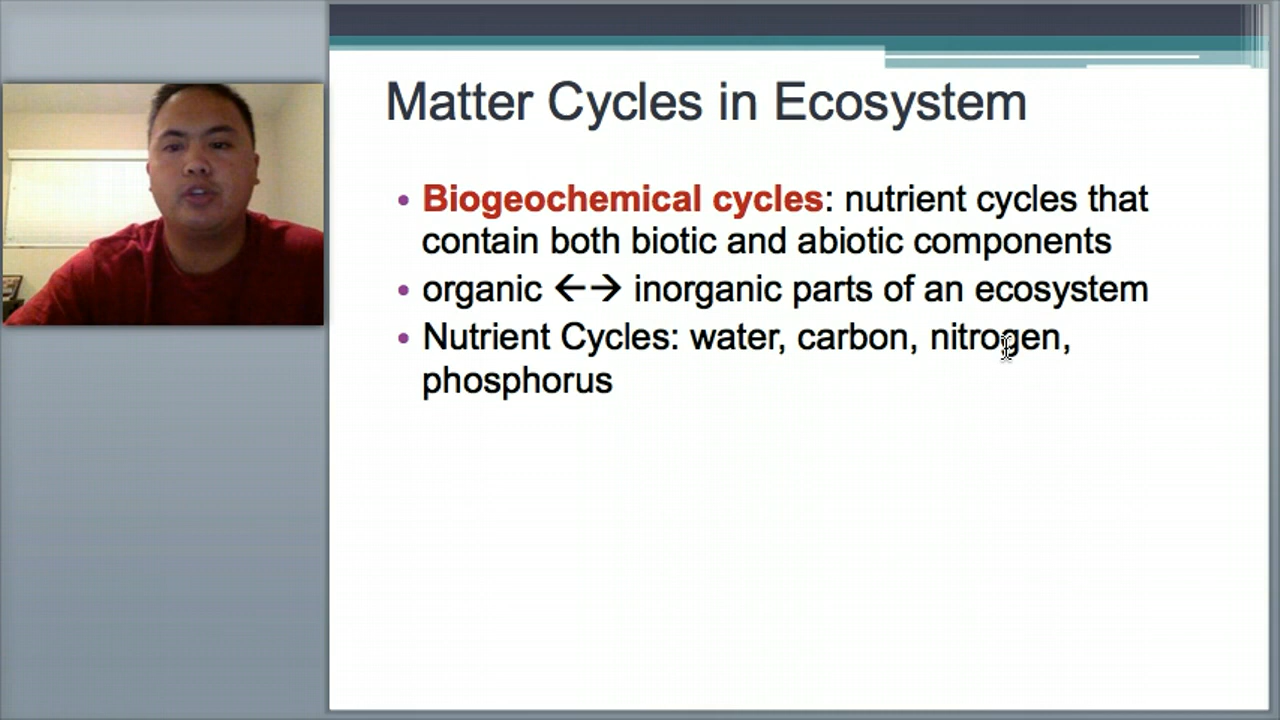 Matter Cycles in Ecosystem
• Biogeochemical cycles: nutrient cycles that
contain both biotic and abiotic components
• organic ←→ inorganic parts of an ecosystem
• Nutrient Cycles: water, carbon, nitrogen,
phosphorus